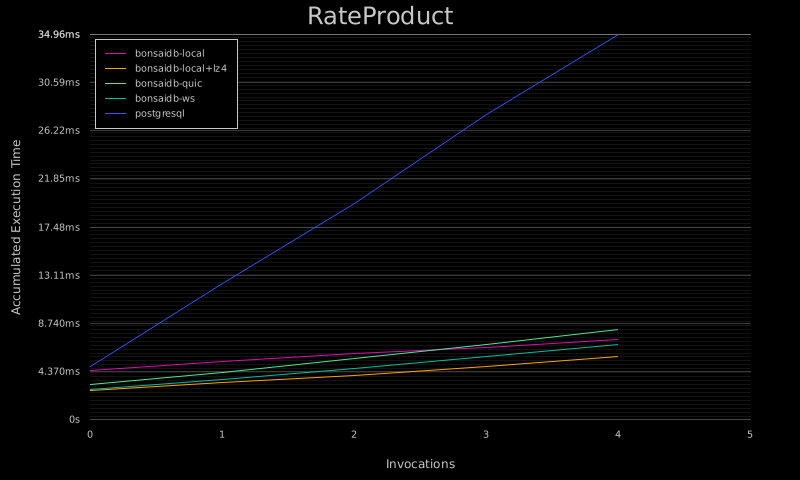 RateProduct
34.96ms
30.59ms
26.22ms
21.85ms
17.48ms
13.11ms
8.740ms
4.370ms
0s
bonsaidb-local
bonsaidb-local+lz4
bonsaidb-quic
bonsaidb-ws
postgresql
Accumulated Execution Time
0 1 2 3 4 5
Invocations